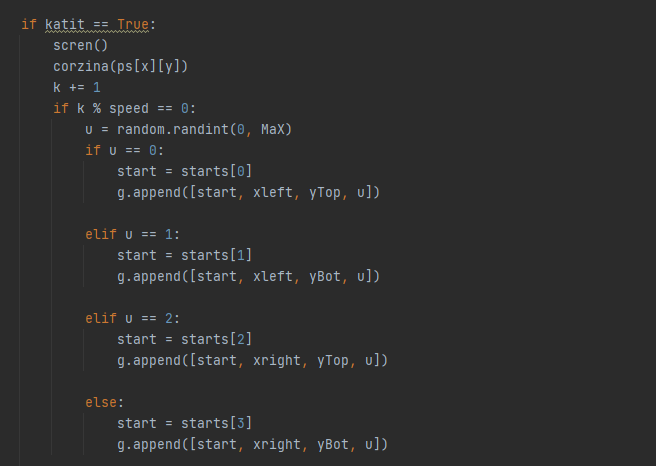 if katit == True:
    scren()
    corzina(ps[x][y])
    k += 1
    if k % speed == 0:
        u = random.randint(0, MaX)
        if u == 0:
            start = starts[0]
            g.append([start, xleft, yTop, u])
        elif u == 1:
            start = starts[1]
            g.append([start, xleft, yBot, u])
        elif u == 2:
            start = starts[2]
            g.append([start, xright, yTop, u])
        else:
            start = starts[3]
            g.append([start, xright, yBot, u])